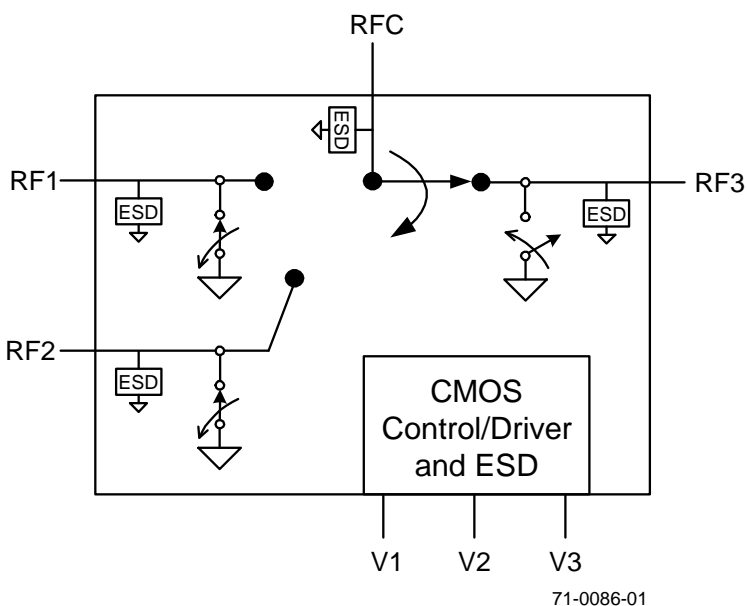 RFC
ESD
RF1
RF3
ESD
ESD
RF2
ESD
CMOS
Control/Driver
and ESD
V1
V2
V3
71-0086-01